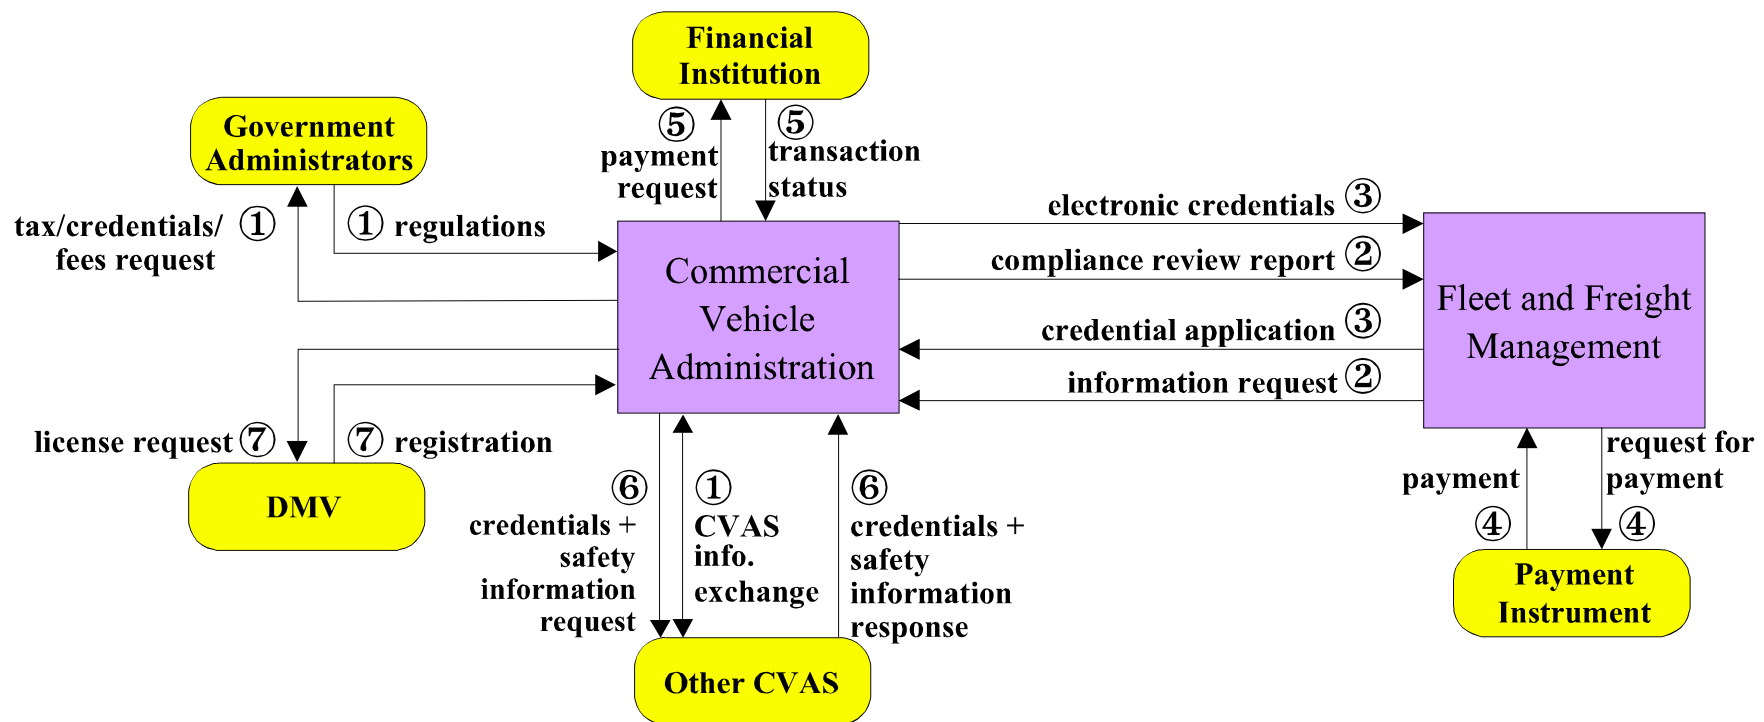 Financial
Institution
Government
Administrators
⑤
⑤
payment
request
transaction
status
tax/credentials/
fees request
①
① regulations
electronic credentials ③
compliance review report ②
credential application ③
information request ②
Commercial
Vehicle
Administration
Fleet and Freight
Management
license request ⑦
⑦ registration
DMV
⑥
credentials +
safety
information
request
①
CVAS
info.
exchange
⑥
credentials +
safety
information
response
Other CVAS
payment
④
request for
payment
④
Payment
Instrument